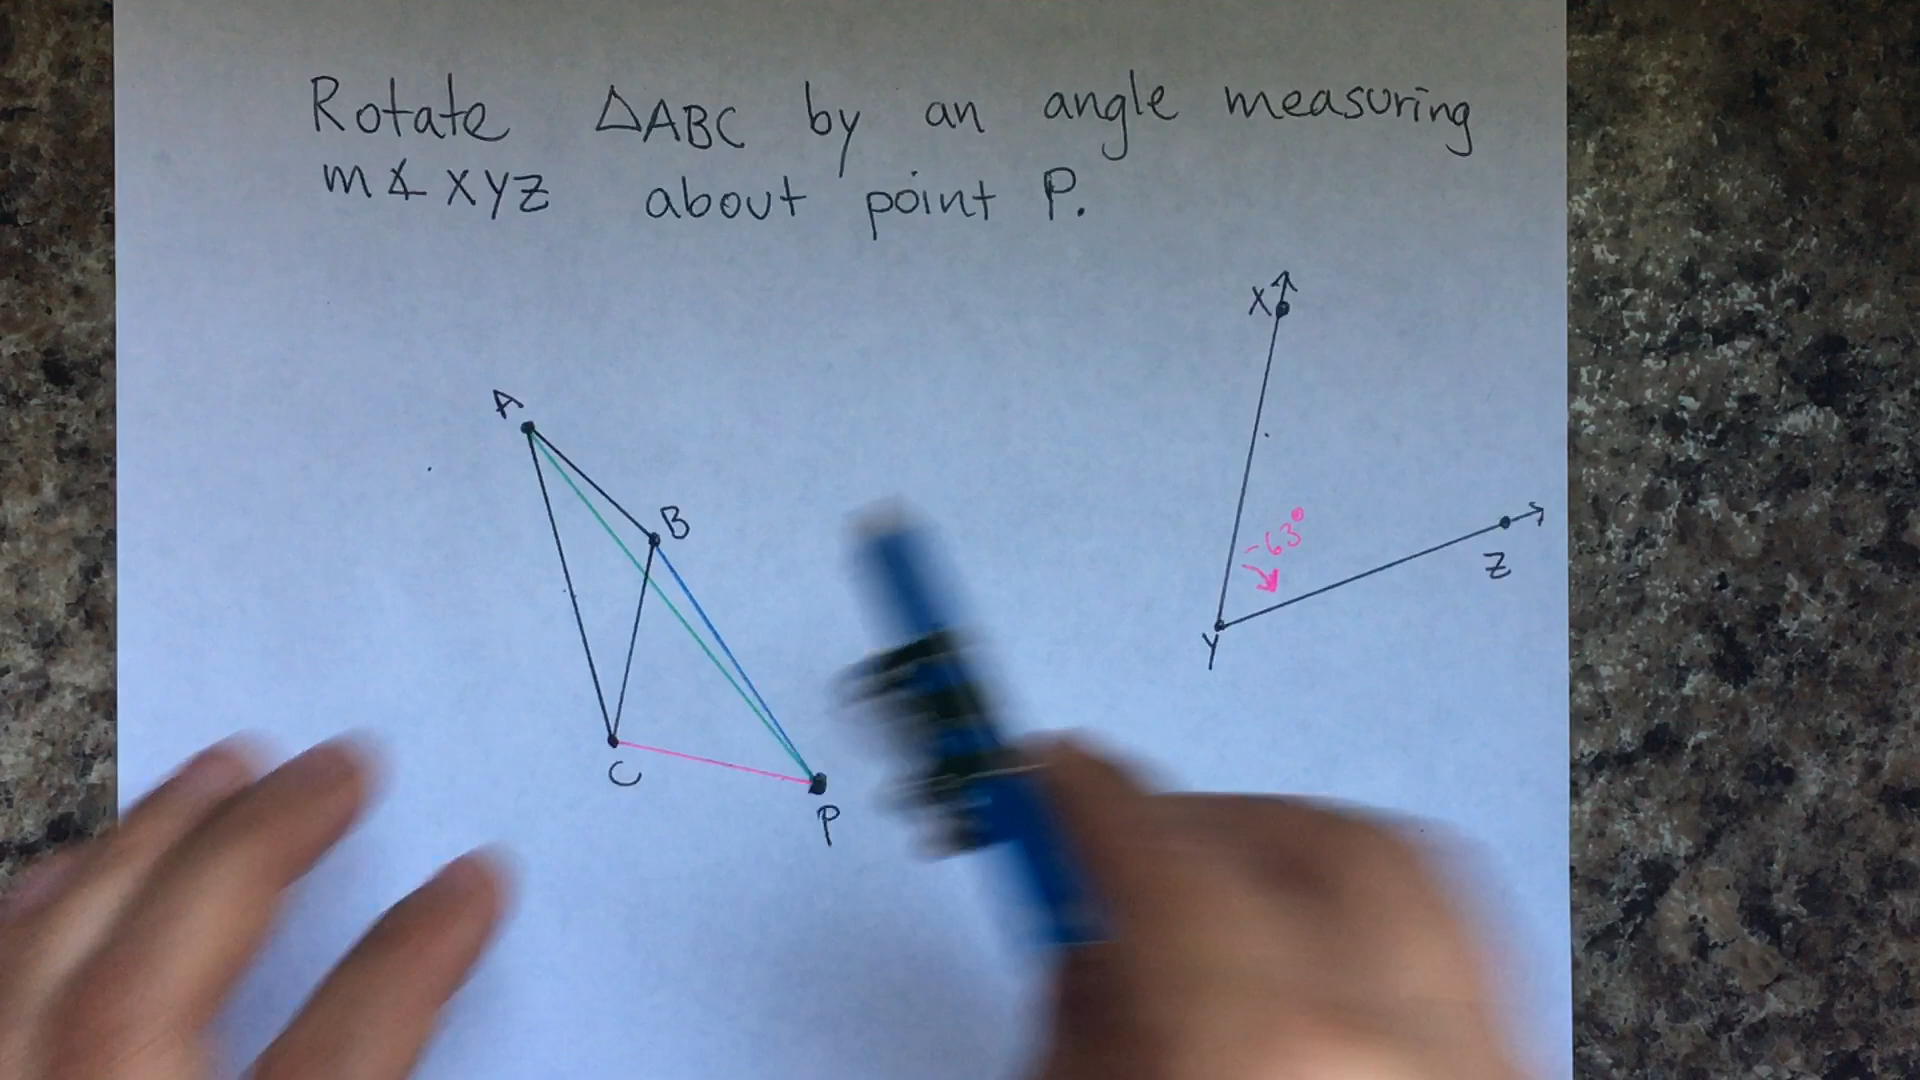 Rotate △ABC by an angle measuring
m∡XYZ about point P.
X
A
B
-63°
Z
Y
C
P